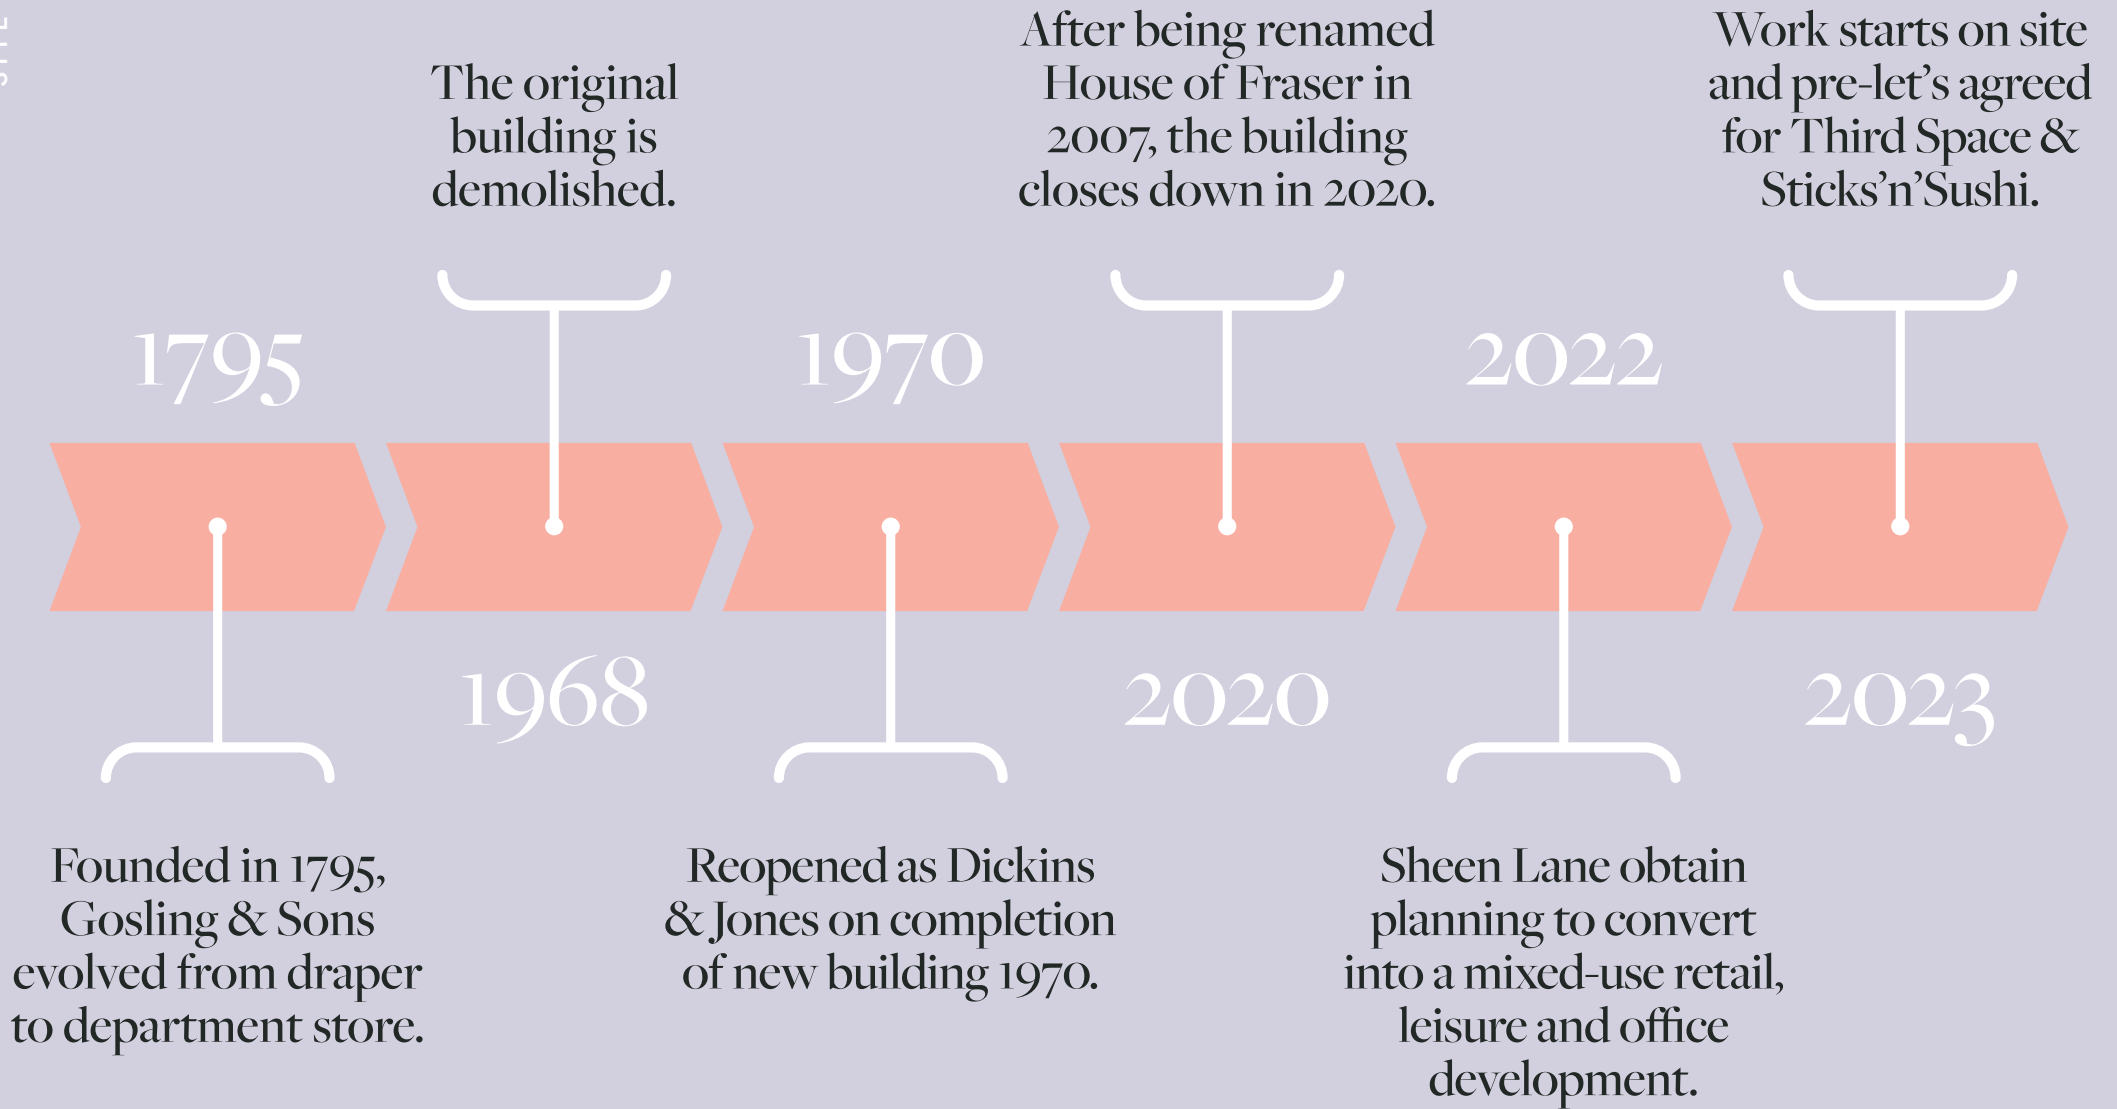 SITE
The original
building is
demolished.
After being renamed
House of Fraser in
2007, the building
closes down in 2020.
Work starts on site
and pre-let’s agreed
for Third Space &
Sticks’n’Sushi.
1795
1970
2022
1968
2020
2023
Founded in 1795,
Gosling & Sons
evolved from draper
to department store.
Reopened as Dickins
& Jones on completion
of new building 1970.
Sheen Lane obtain
planning to convert
into a mixed-use retail,
leisure and office
development.